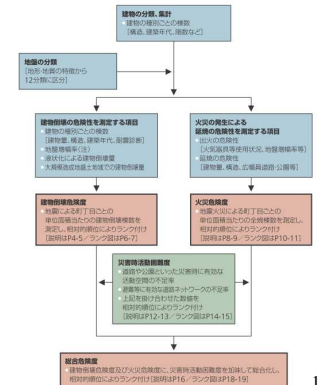 建物の分類、集計
•建物の種別ごとの棟数
[構造、建築年代、階数など]
地盤の分類
[地形・地質の特徴から
12分類に区分]
建物倒壊の危険性を測定する項目
•建物の種別ごとの棟数
[建物量、構造、建築年代、耐震診断]
•地盤増幅率(注)
•液状化による建物倒壊量
•大規模造成盛土地域での建物倒壊量
火災の発生による
延焼の危険性を測定する項目
•出火の危険性
[火気器具等使用状況、地盤増幅率等]
•延焼の危険性
[建物量、構造、広幅員道路・公園等]
建物倒壊危険度
•地震による町丁目ごとの
単位面積当たりの建物倒壊棟数を
測定し、相対的順位によりランク付け
[説明P4-5/ランク図はP6-7]
火災危険度
•地震火災による町丁目ごとの
単位面積当たりの全焼棟数を測定し、
相対的順位によりランク付け
[説明P8-9/ランク図はP10-11]
災害時活動困難度
•道路や公園といった災害時に有効な
活動空間の不足率
•避難等に有効な道路ネットワークの不足率
•上記を掛け合わせた数値を
相対的順位によりランク付け
[説明はP12-13/ランク図はP14-15]
総合危険度
•建物倒壊危険度及び火災危険度に、災害時活動困難度を加味して総合化し、
相対的順位によりランク付け[説明はP16/ランク図はP18-19]
1